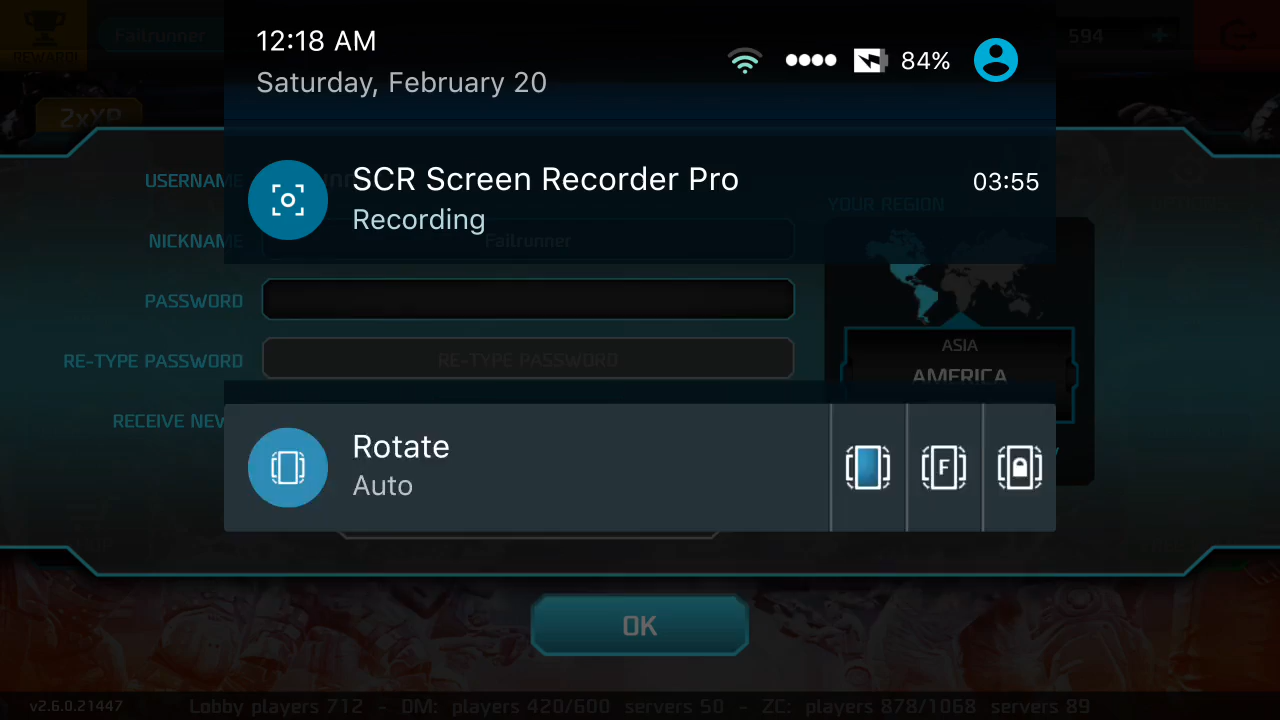 REWARD!
Failrunner
594
2xXP
12:18 AM
Saturday, February 20
84%
SCR Screen Recorder Pro
03:55
Recording
USERNAME
NICKNAME
Failrunner
YOUR REGION
PASSWORD
RE-TYPE PASSWORD
RE-TYPE PASSWORD
ASIA
AMERICA
RECEIVE NEW
Rotate
Auto
F
OK
v2.6.0.21447
Lobby players 712 - DM: players 420/600 servers 50 - ZC: players 878/1068 servers 89